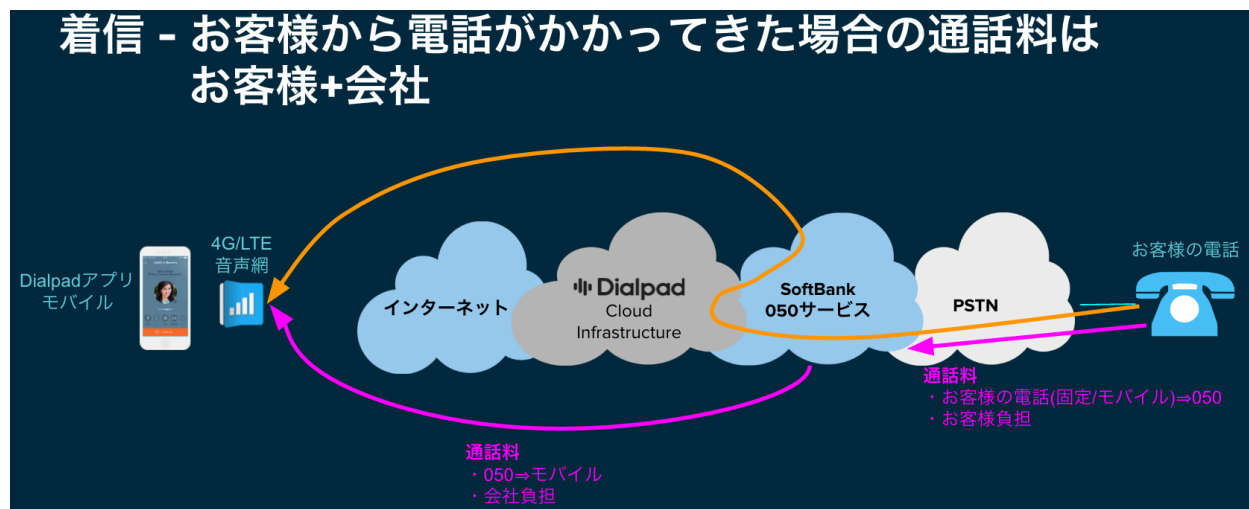 着信 - お客様から電話がかかってきた場合の通話料は
お客様+会社
4G/LTE
音声網
Dialpadアプリ
モバイル
インターネット
Dialpad
Cloud
Infrastructure
SoftBank
050サービス
PSTN
お客様の電話
通話料
・お客様の電話(固定/モバイル)⇒050
・お客様負担
通話料
・050⇒モバイル
・会社負担